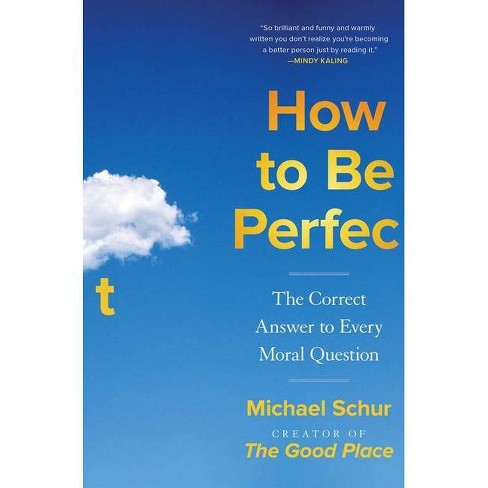 "So brilliant and funny and warmly
written you don't realize you're becoming
a better person just by reading it."
—MINDY KALING
How
to Be
Perfec
t
The Correct
Answer to Every
Moral Question
Michael Schur
CREATOR OF
The Good Place